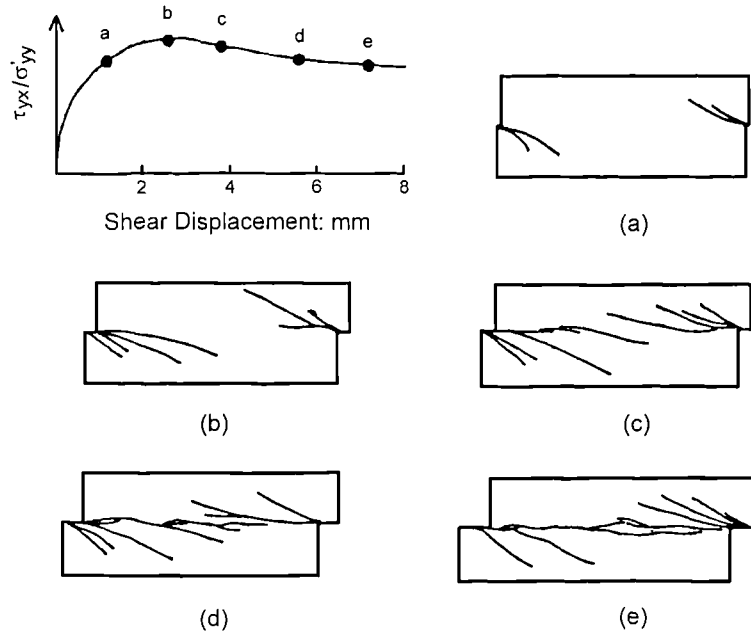 a
b
c
d
e
τyx/σ'yy
2
4
6
8
Shear Displacement: mm
(a)
(b)
(c)
(d)
(e)